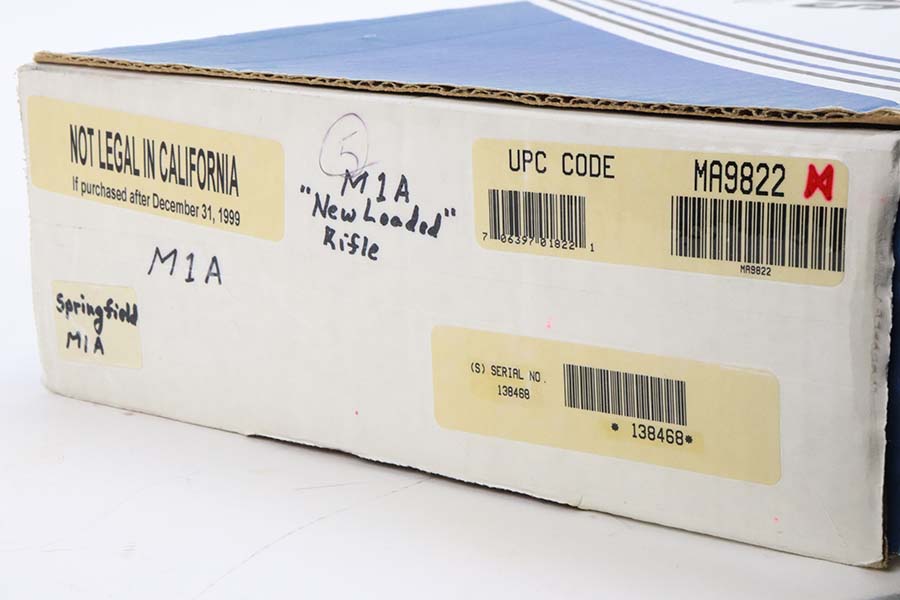 NOT LEGAL IN CALIFORNIA
If purchased after December 31, 1999
5
M1A
"New Loaded"
Rifle
M1A
Springfield
M1A
UPC CODE
7 06397 01822 1
MA9822 M
MA9822
(S) SERIAL NO.
138468
* 138468*